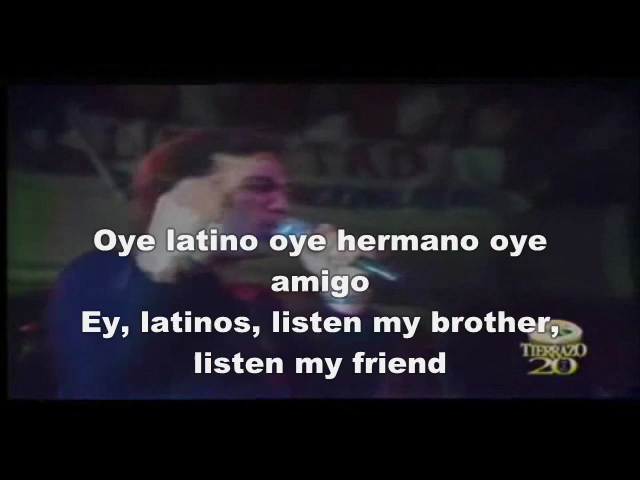 Oye latino oye hermano oye
amigo
Ey, latinos, listen my brother,
listen my friend
TIERRAZO
20